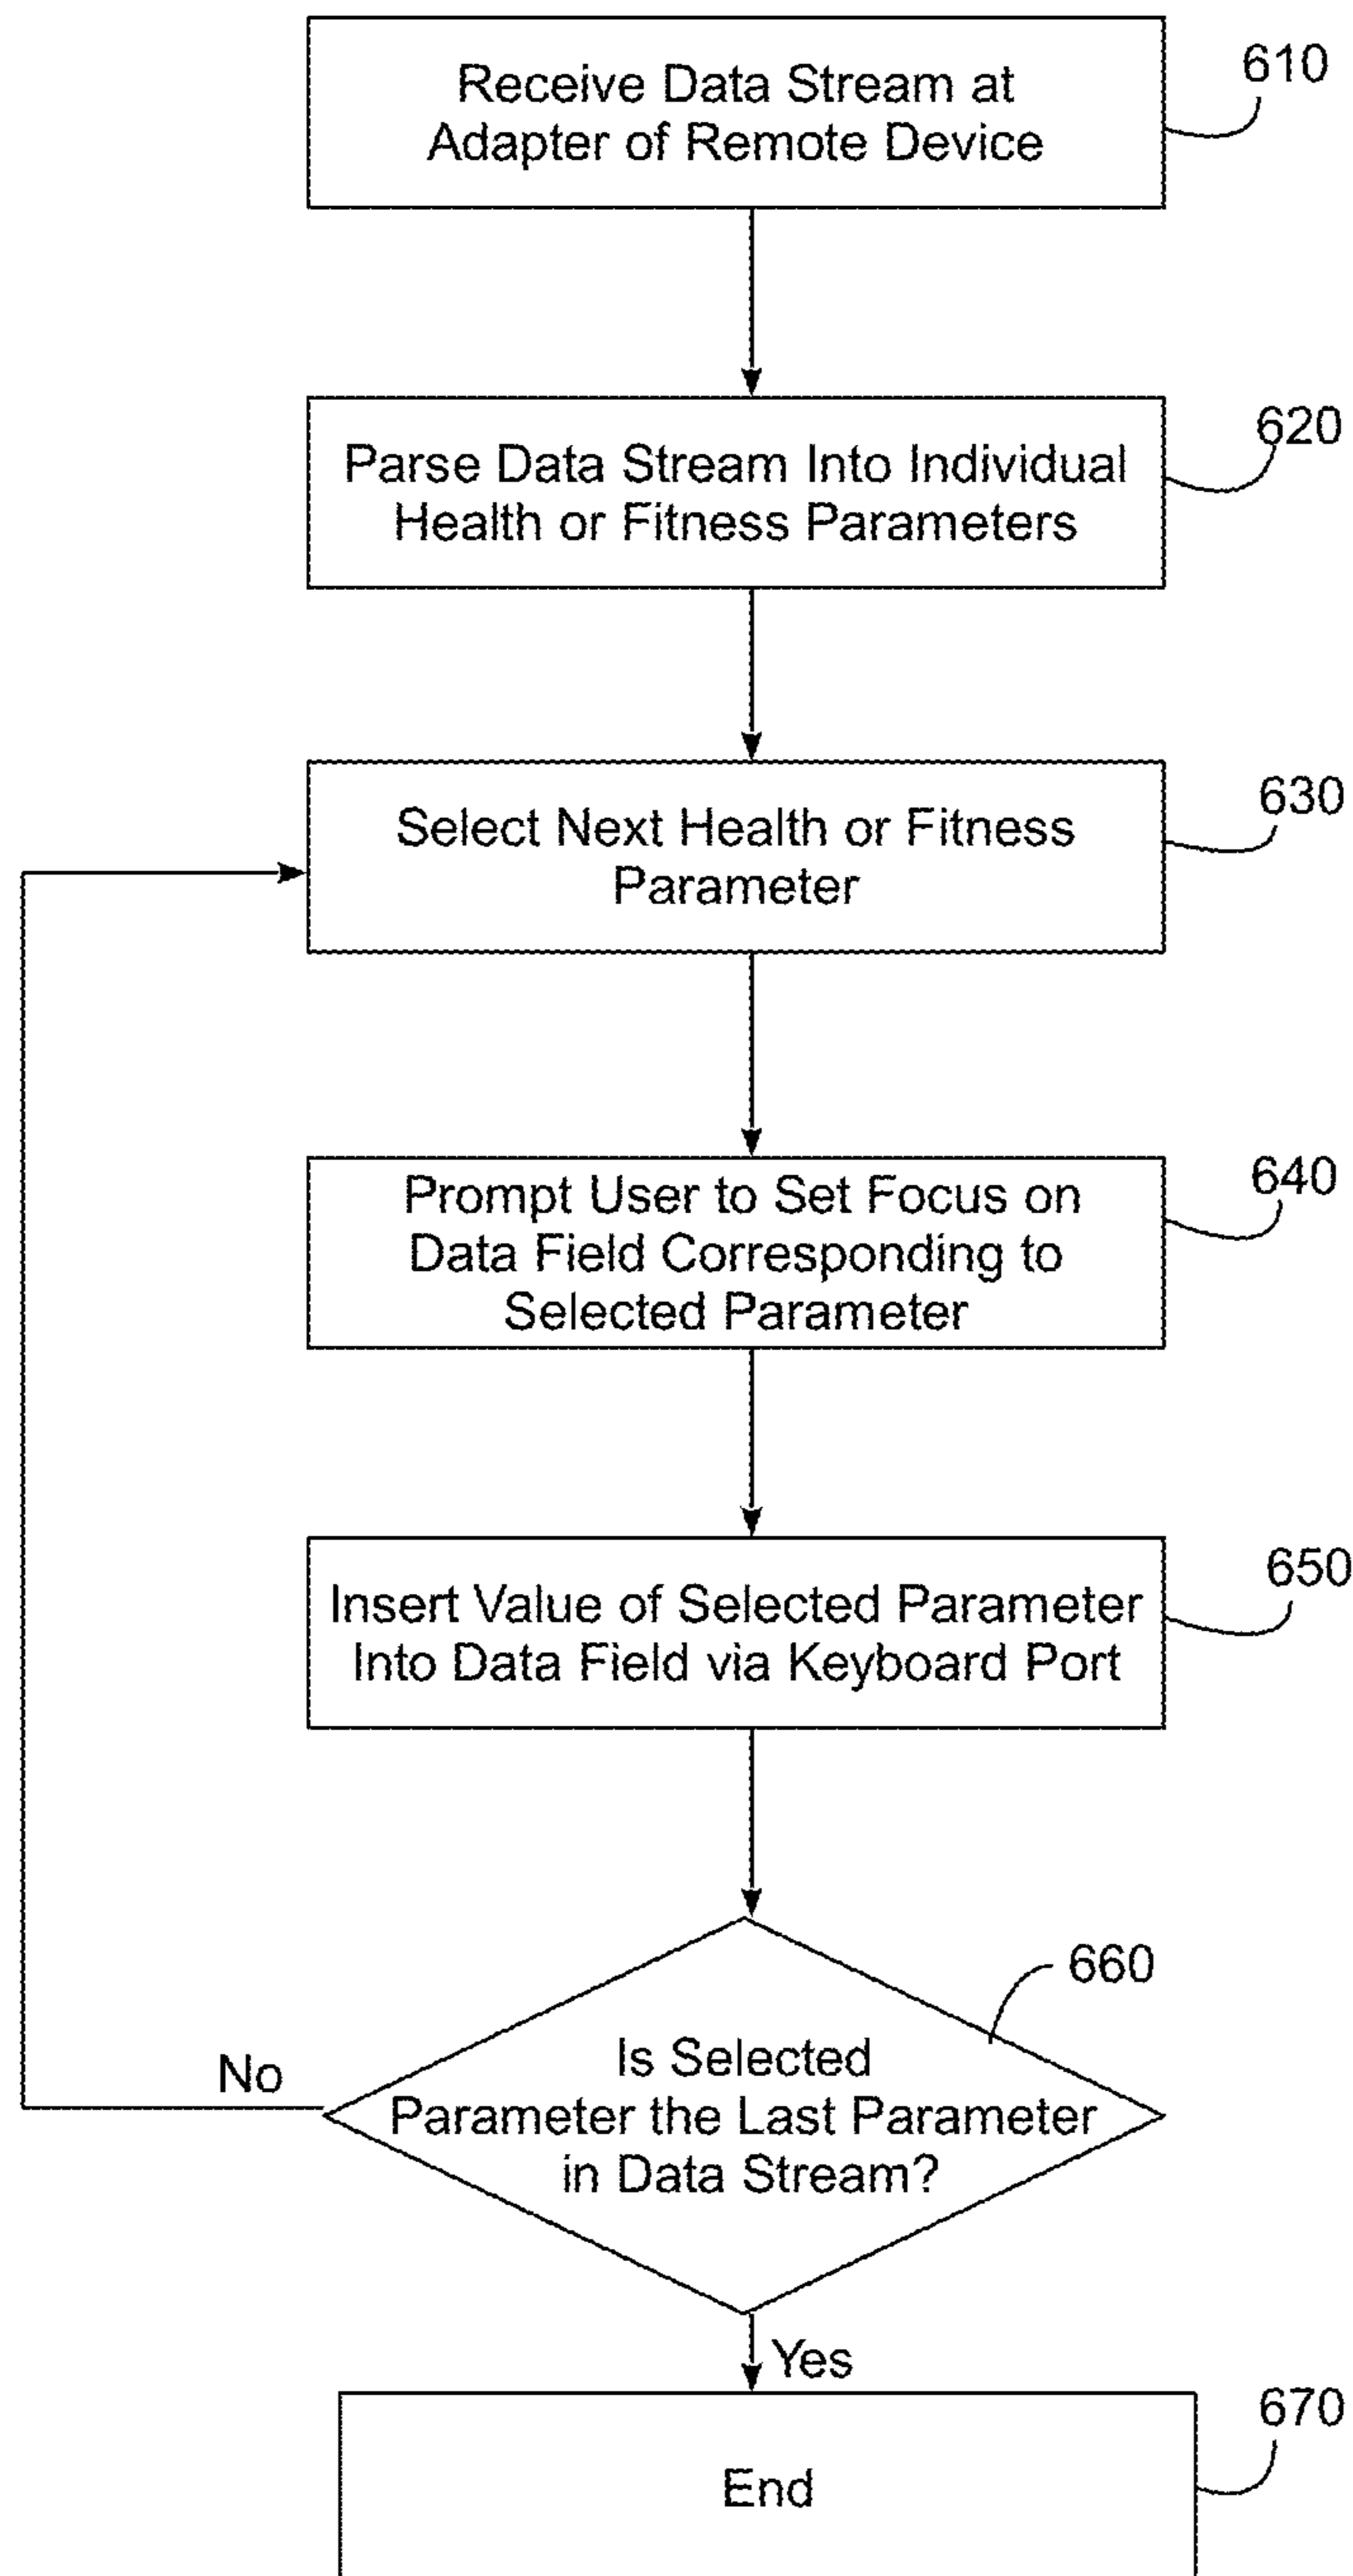 Receive Data Stream at
Adapter of Remote Device
610
Parse Data Stream Into Individual
Health or Fitness Parameters
620
Select Next Health or Fitness
Parameter
630
Prompt User to Set Focus on
Data Field Corresponding to
Selected Parameter
640
Insert Value of Selected Parameter
Into Data Field via Keyboard Port
650
660
Is Selected
Parameter the Last Parameter
in Data Stream?
No
Yes
End
670